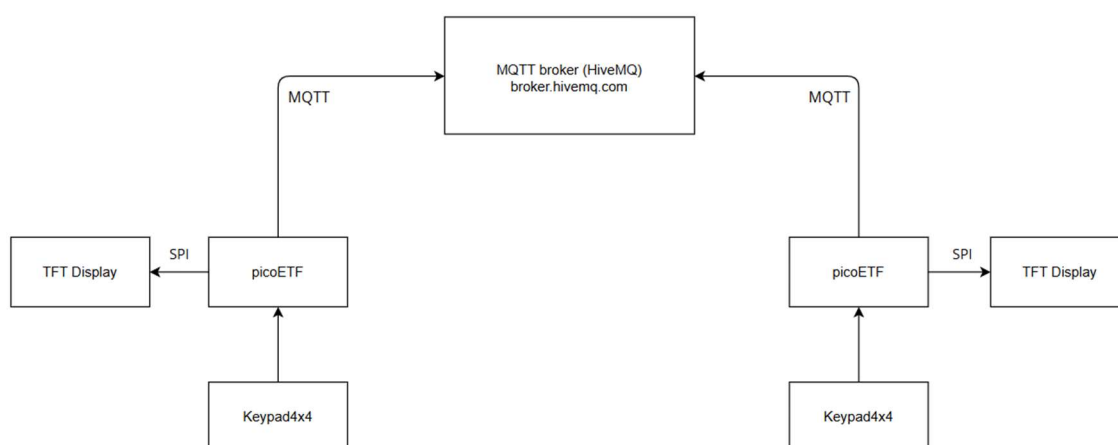 MQTT broker (HiveMQ)
broker.hivemq.com
MQTT
MQTT
TFT Display
SPI
picoETF
picoETF
SPI
TFT Display
Keypad4x4
Keypad4x4